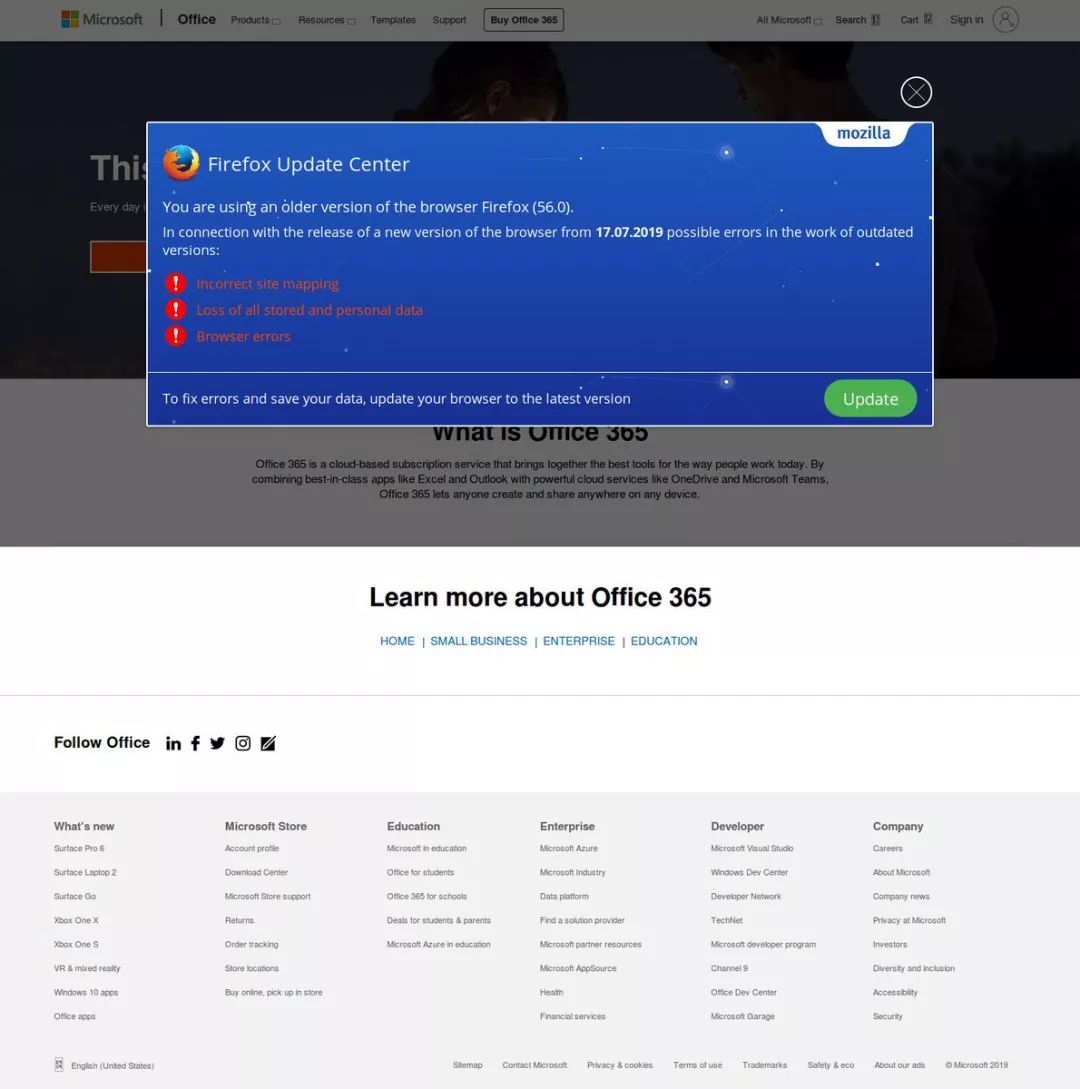 Microsoft | Office Products Resources Templates Support Buy Office 365 All Microsoft Search Cart Sign in
mozilla
Firefox Update Center
This
Every day i
You are using an older version of the browser Firefox (56.0).
In connection with the release of a new version of the browser from 17.07.2019 possible errors in the work of outdated
versions:
Incorrect site mapping
Loss of all stored and personal data
Browser errors
To fix errors and save your data, update your browser to the latest version Update
What is Office 365
Office 365 is a cloud-based subscription service that brings together the best tools for the way people work today. By
combining best-in-class apps like Excel and Outlook with powerful cloud services like OneDrive and Microsoft Teams,
Office 365 lets anyone create and share anywhere on any device.
Learn more about Office 365
HOME | SMALL BUSINESS | ENTERPRISE | EDUCATION
Follow Office
What's new Microsoft Store Education Enterprise Developer Company
Surface Pro 6 Account profile Microsoft in education Microsoft Azure Microsoft Visual Studio Careers
Surface Laptop 2 Download Center Office for students Microsoft Industry Windows Dev Center About Microsoft
Surface Go Microsoft Store support Office 365 for schools Data platform Developer Network Company news
Xbox One X Returns Deals for students & parents Find a solution provider TechNet Privacy at Microsoft
Xbox One S Order tracking Microsoft Azure in education Microsoft partner resources Microsoft developer program Investors
VR & mixed reality Store locations Microsoft AppSource Channel 9 Diversity and inclusion
Windows 10 apps Buy online, pick up in store Health Office Dev Center Accessibility
Office apps Financial services Microsoft Garage Security
English (United States) Sitemap Contact Microsoft Privacy & cookies Terms of use Trademarks Safety & eco About our ads © Microsoft 2019